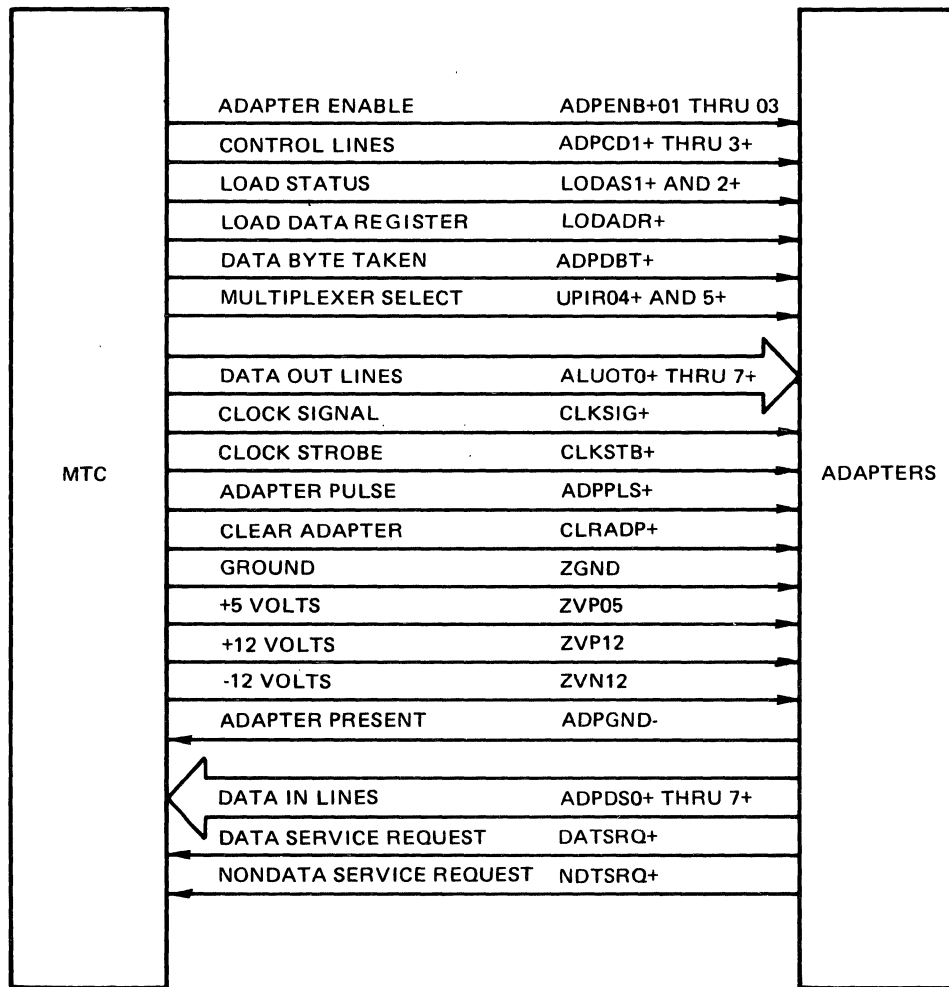 ADAPTER ENABLE ADPENB+01 THRU 03
CONTROL LINES ADPCD1+ THRU 3+
LOAD STATUS LODAS1+ AND 2+
LOAD DATA REGISTER LODADR+
DATA BYTE TAKEN ADPDBT+
MULTIPLEXER SELECT UPIR04+ AND 5+
DATA OUT LINES ALUOT0+ THRU 7+
CLOCK SIGNAL CLKSIG+
CLOCK STROBE CLKSTB+
MTC
ADAPTERS
ADAPTER PULSE ADPPLS+
CLEAR ADAPTER CLRADP+
GROUND ZGND
+5 VOLTS ZVP05
+12 VOLTS ZVP12
-12 VOLTS ZVN12
ADAPTER PRESENT ADPGND-
DATA IN LINES ADPDS0+ THRU 7+
DATA SERVICE REQUEST DATSRQ+
NONDATA SERVICE REQUEST NDTSRQ+